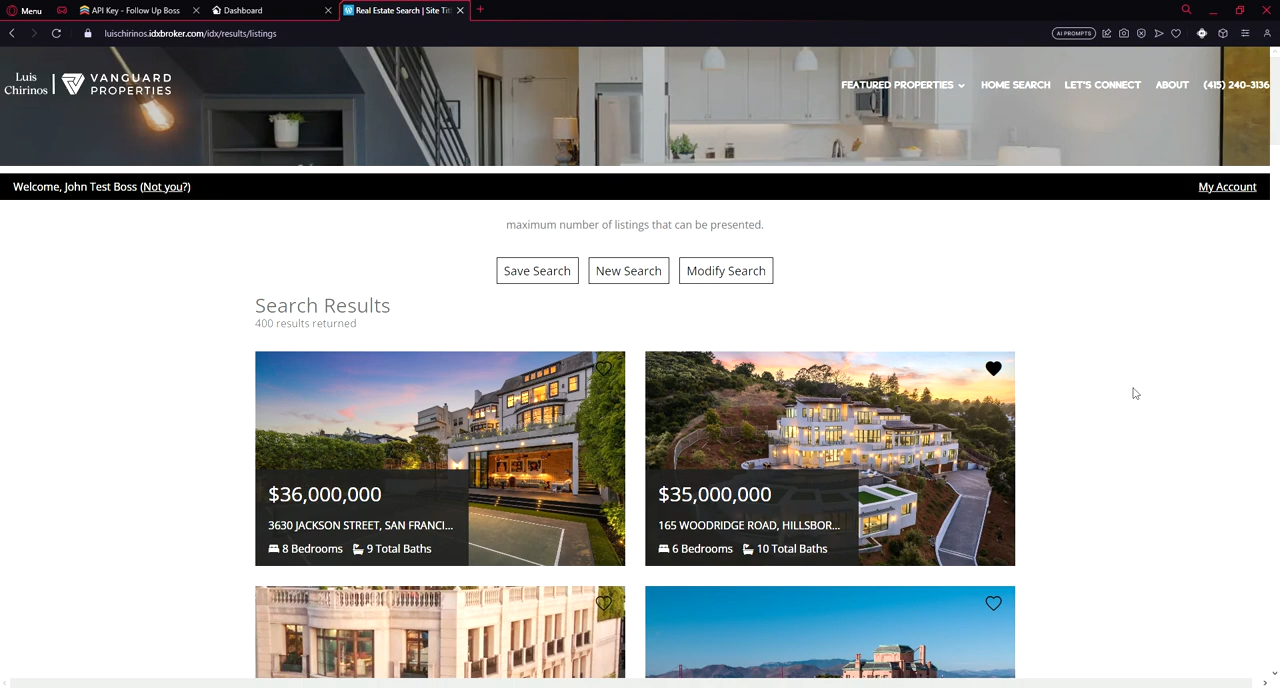 Menu
API Key - Follow Up Boss
Dashboard
Real Estate Search | Site Titl
luischirinos.idxbroker.com/idx/results/listings
AI PROMPTS
Luis Chirinos
VANGUARD PROPERTIES
FEATURED PROPERTIES
HOME SEARCH
LET'S CONNECT
ABOUT
(415) 240-3136
Welcome, John Test Boss (Not you?)
My Account
maximum number of listings that can be presented.
Save Search
New Search
Modify Search
Search Results
400 results returned
$36,000,000
3630 JACKSON STREET, SAN FRANCI...
8 Bedrooms
9 Total Baths
$35,000,000
165 WOODRIDGE ROAD, HILLSBOR...
6 Bedrooms
10 Total Baths